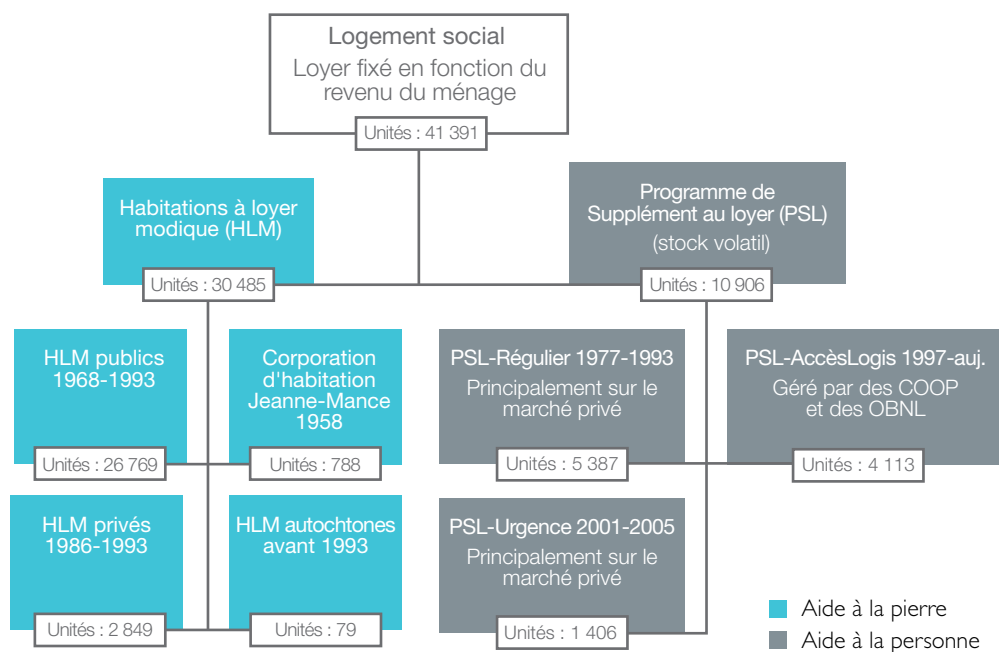 Logement social
Loyer fixé en fonction du
revenu du ménage
Unités : 41 391
Habitations à loyer
modique (HLM)
Unités : 30 485
Programme de
Supplément au loyer (PSL)
(stock volatil)
Unités : 10 906
HLM publics
1968-1993
Unités : 26 769
Corporation
d'habitation
Jeanne-Mance
1958
Unités : 788
PSL-Régulier 1977-1993
Principalement sur le
marché privé
Unités : 5 387
PSL-AccèsLogis 1997-auj.
Géré par des COOP
et des OBNL
Unités : 4 113
HLM privés
1986-1993
Unités : 2 849
HLM autochtones
avant 1993
Unités : 79
PSL-Urgence 2001-2005
Principalement sur le
marché privé
Unités : 1 406
Aide à la pierre
Aide à la personne